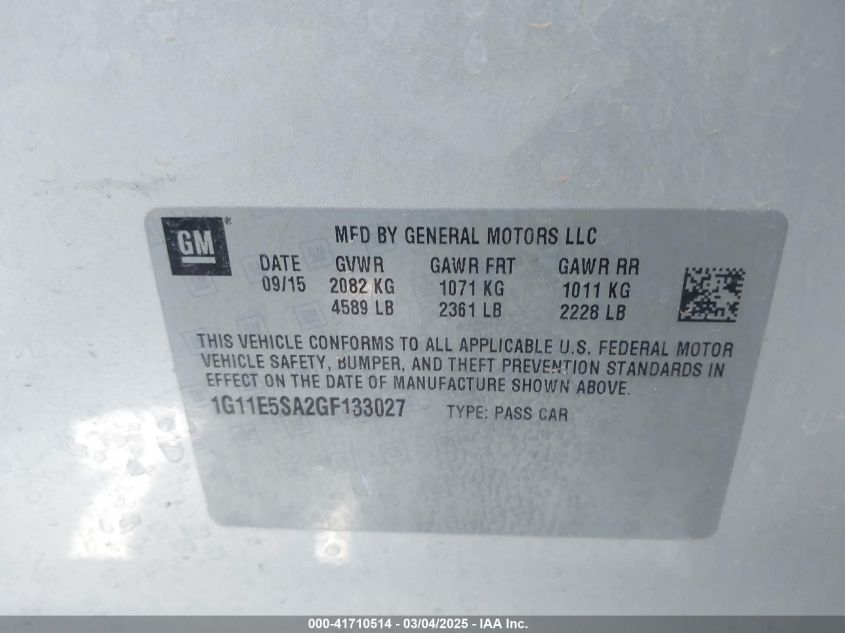 GM
MFD BY GENERAL MOTORS LLC
DATE GVWR GAWR FRT GAWR RR
09/15 2082 KG 1071 KG 1011 KG
4589 LB 2361 LB 2228 LB
THIS VEHICLE CONFORMS TO ALL APPLICABLE U.S. FEDERAL MOTOR
VEHICLE SAFETY, BUMPER, AND THEFT PREVENTION STANDARDS IN
EFFECT ON THE DATE OF MANUFACTURE SHOWN ABOVE.
1G11E5SA2GF133027 TYPE: PASS CAR
000-41710514 - 03/04/2025 - IAA Inc.